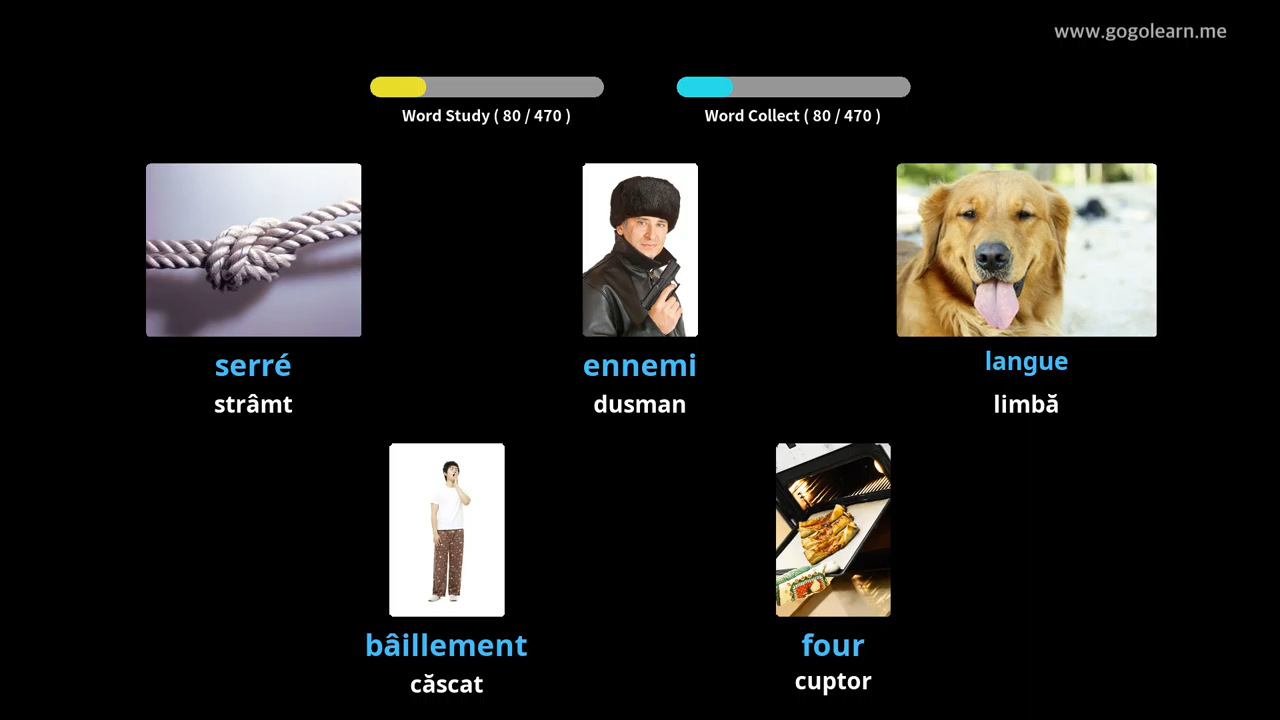 www.gogolearn.me
Word Study ( 80 / 470 )
Word Collect ( 80 / 470 )
serré
ennemi
langue
strâmt
dusman
limbă
bâillement
four
căscat
cuptor